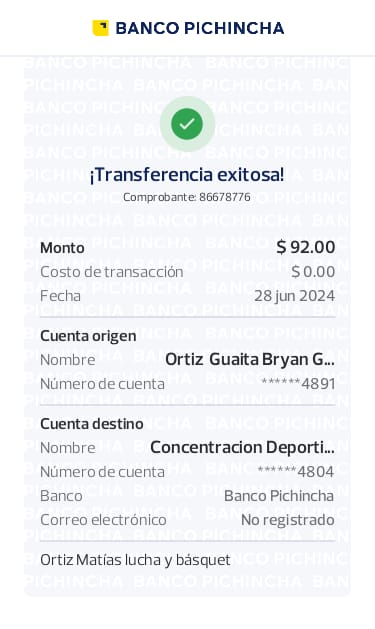 BANCO PICHINCHA
¡Transferencia exitosa!
Comprobante: 86678776
Monto $ 92.00
Costo de transacción $ 0.00
Fecha 28 jun 2024
Cuenta origen
Nombre Ortiz Guaita Bryan G...
Número de cuenta ******4891
Cuenta destino
Nombre Concentracion Deporti...
Número de cuenta ******4804
Banco Banco Pichincha
Correo electrónico No registrado
Ortiz Matías lucha y básquet